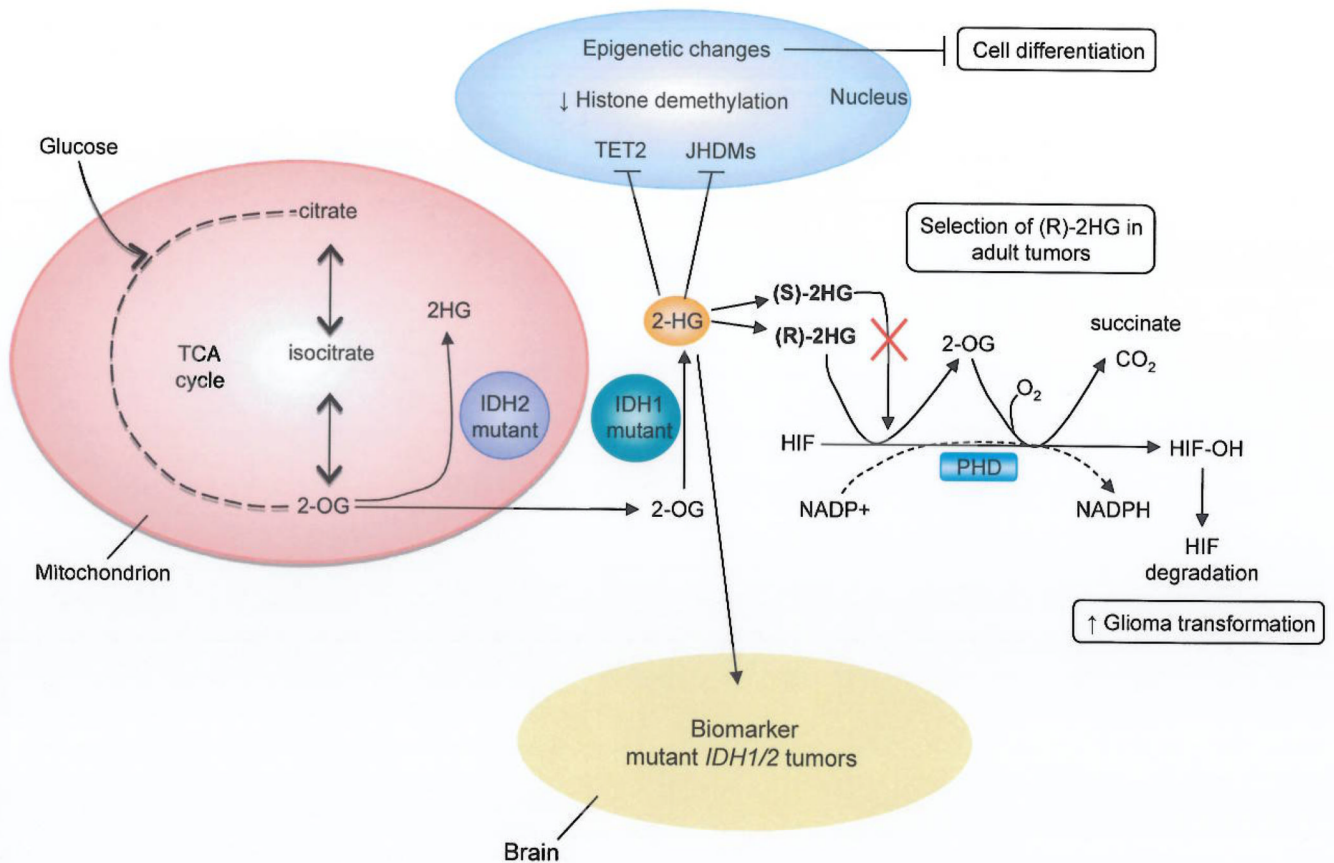 Epigenetic changes
Cell differentiation
↓ Histone demethylation
Nucleus
TET2
JHDMs
Glucose
citrate
2HG
isocitrate
TCA
cycle
IDH2
mutant
2-OG
Mitochondrion
IDH1
mutant
2-OG
2-HG
(S)-2HG
(R)-2HG
Selection of (R)-2HG in
adult tumors
2-OG
succinate
CO₂
O₂
HIF
PHD
HIF-OH
NADP+
NADPH
HIF
degradation
↑ Glioma transformation
Biomarker
mutant IDH1/2 tumors
Brain